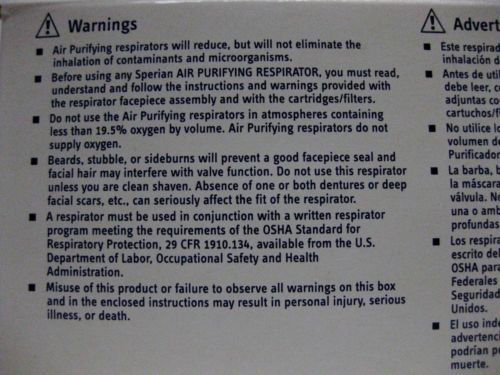 Warnings
Air Purifying respirators will reduce, but will not eliminate the
inhalation of contaminants and microorganisms.
Before using any Sperian AIR PURIFYING RESPIRATOR, you must read,
understand and follow the instructions and warnings provided with
the respirator facepiece assembly and with the cartridges/filters.
Do not use the Air Purifying respirators in atmospheres containing
less than 19.5% oxygen by volume. Air Purifying respirators do not
supply oxygen.
Beards, stubble, or sideburns will prevent a good facepiece seal and
facial hair may interfere with valve function. Do not use this respirator
unless you are clean shaven. Absence of one or both dentures or deep
facial scars, etc., can seriously affect the fit of the respirator.
A respirator must be used in conjunction with a written respirator
program meeting the requirements of the OSHA Standard for
Respiratory Protection, 29 CFR 1910.134, available from the U.S.
Department of Labor, Occupational Safety and Health
Administration.
Misuse of this product or failure to observe all warnings on this box
and in the enclosed instructions may result in personal injury, serious
illness, or death.
Advert
Este respirad
inhalación d
Antes de uti
debe leer, c
adjuntas co
cartuchos/f
No utilice lo
volumen de
Purificador
La barba, b
la máscara
válvula. No
una o amb
profundas
Los respira
escrito del
OSHA para
Federales
Seguridad
Unidos.
El uso inde
advertenci
podrían p
muerte.